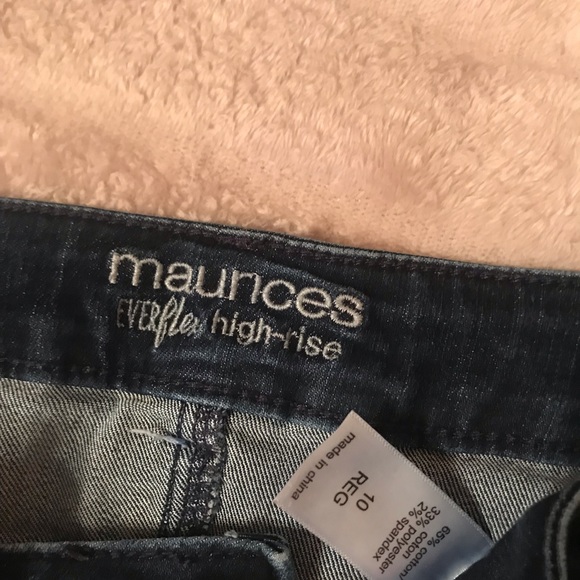 maurices
EVERflex high-rise
made in china
10
REG
65% cotton
33% polyester
2% spandex